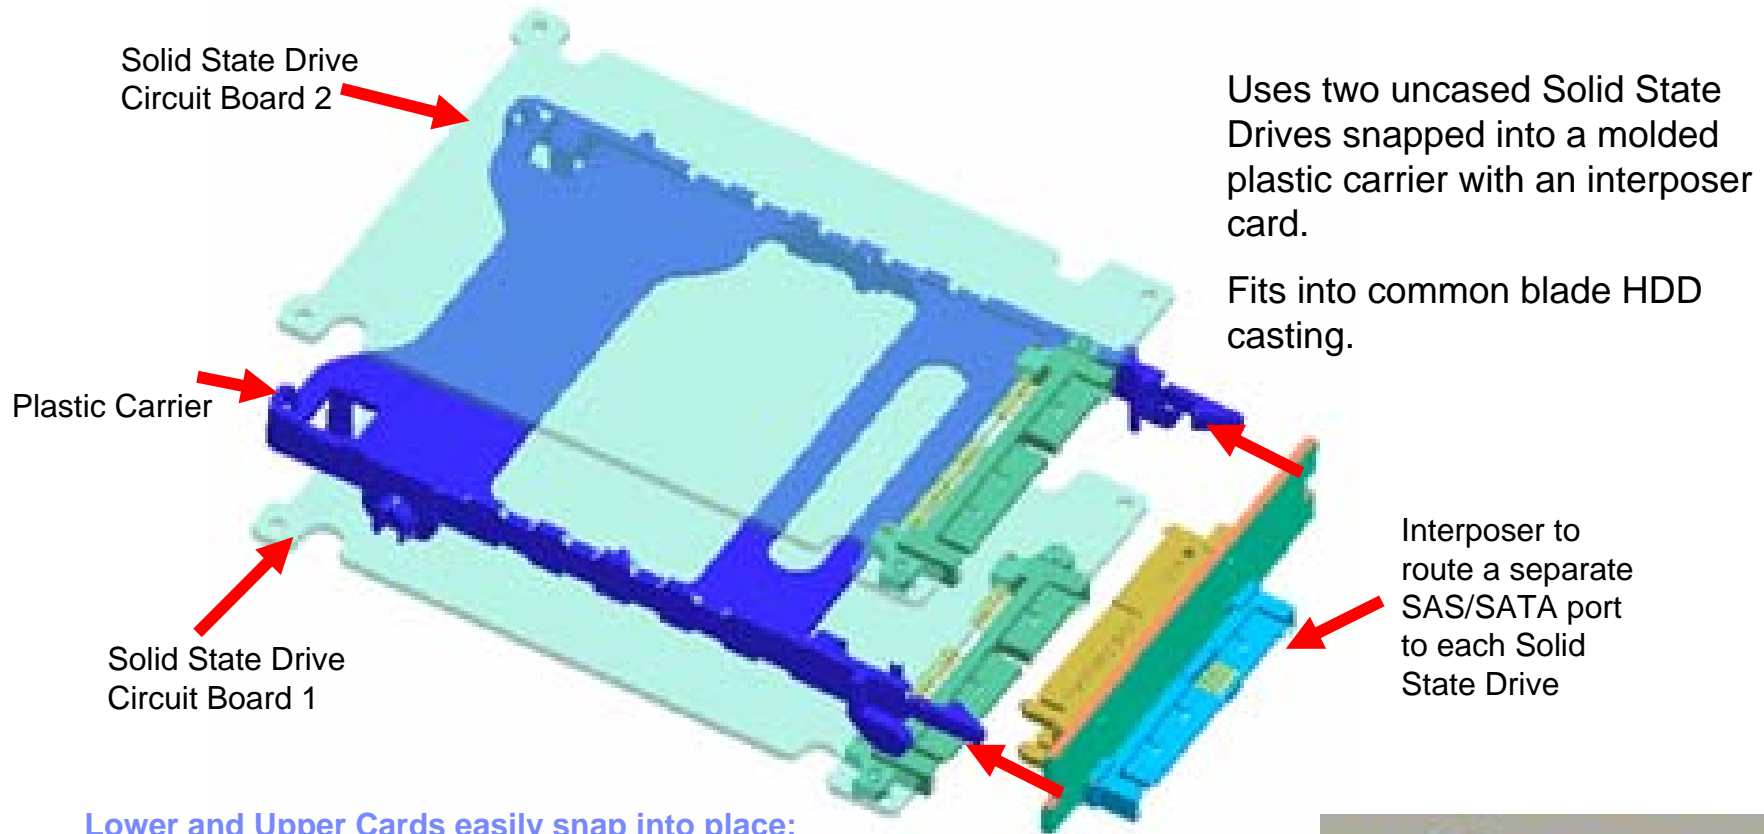 Solid State Drive
Circuit Board 2
Uses two uncased Solid State
Drives snapped into a molded
plastic carrier with an interposer
card.
Fits into common blade HDD
casting.
Plastic Carrier
Interposer to
route a separate
SAS/SATA port
to each Solid
State Drive
Solid State Drive
Circuit Board 1
Lower and Upper Cards easily snap into place: